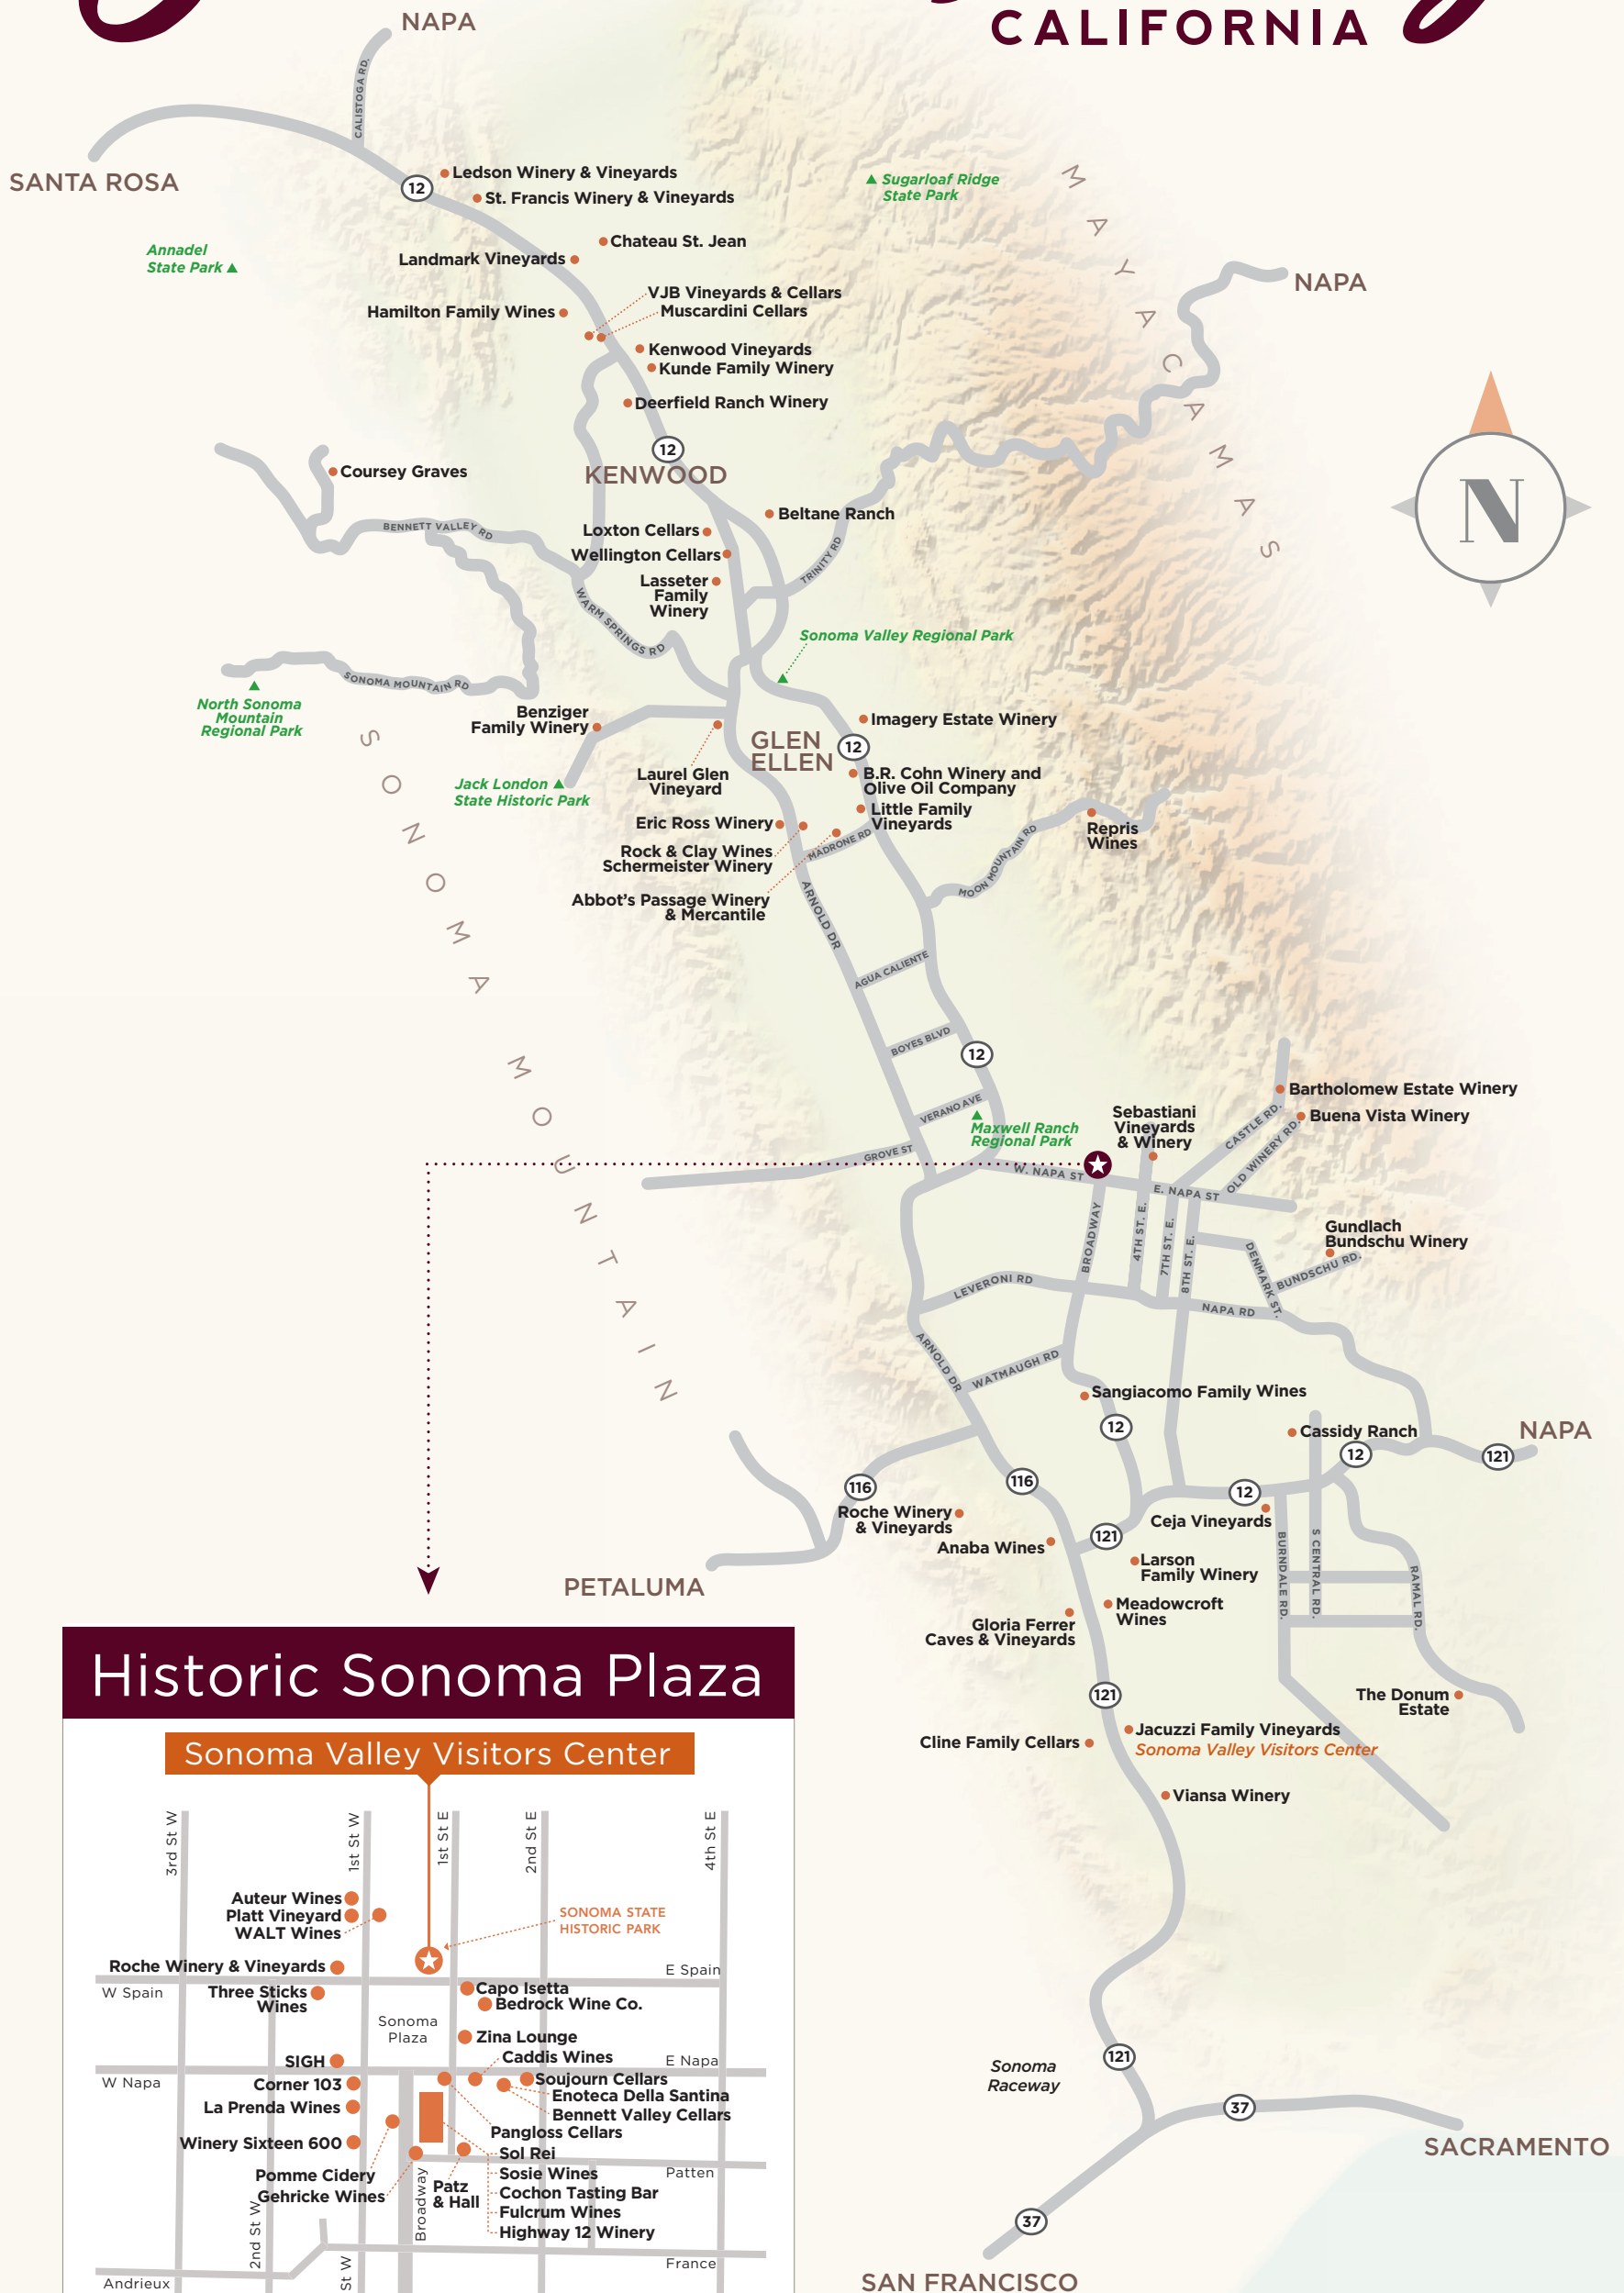 NAPA
CALIFORNIA
CALISTOGA RD.
SANTA ROSA
12
Ledson Winery & Vineyards
St. Francis Winery & Vineyards
Sugarloaf Ridge
State Park
MAYACAMAS
Annadel
State Park
Chateau St. Jean
Landmark Vineyards
NAPA
VJB Vineyards & Cellars
Muscardini Cellars
Hamilton Family Wines
Kenwood Vineyards
Kunde Family Winery
Deerfield Ranch Winery
12
KENWOOD
N
Coursey Graves
BENNETT VALLEY RD
Beltane Ranch
Loxton Cellars
Wellington Cellars
TRINITY RD
Lasseter
Family
Winery
WARM SPRINGS RD
Sonoma Valley Regional Park
SONOMA MOUNTAIN RD
North Sonoma
Mountain
Regional Park
SONOMA MOUNTAIN
Benziger
Family Winery
Imagery Estate Winery
GLEN
ELLEN
12
Jack London
State Historic Park
Laurel Glen
Vineyard
B.R. Cohn Winery and
Olive Oil Company
Little Family
Vineyards
Eric Ross Winery
Rock & Clay Wines
Schermeister Winery
MADRONE RD
Repris
Wines
MOON MOUNTAIN RD
Abbot's Passage Winery
& Mercantile
ARNOLD DR
AGUA CALIENTE
BOYES BLVD
12
VERANO AVE
Maxwell Ranch
Regional Park
Sebastiani
Vineyards
& Winery
Bartholomew Estate Winery
Buena Vista Winery
CASTLE RD.
OLD WINERY RD.
GROVE ST
W. NAPA ST
E. NAPA ST
BROADWAY
4TH ST. E.
7TH ST. E.
8TH ST. E.
Gundlach
Bundschu Winery
DENMARK ST.
BUNDSCHU RD.
LEVERONI RD
NAPA RD
ARNOLD DR
WATMAUGH RD
Sangiacomo Family Wines
12
Cassidy Ranch
NAPA
12
121
116
116
12
Roche Winery
& Vineyards
Ceja Vineyards
Anaba Wines
121
Larson
Family Winery
BURNDALE RD.
S CENTRAL RD.
RAMAL RD.
PETALUMA
Meadowcroft
Wines
Gloria Ferrer
Caves & Vineyards
121
The Donum
Estate
Jacuzzi Family Vineyards
Sonoma Valley Visitors Center
Cline Family Cellars
Viansa Winery
121
Sonoma
Raceway
37
SACRAMENTO
37
SAN FRANCISCO
Historic Sonoma Plaza
Sonoma Valley Visitors Center
3rd St W
1st St W
1st St E
2nd St E
4th St E
Auteur Wines
Platt Vineyard
WALT Wines
SONOMA STATE
HISTORIC PARK
Roche Winery & Vineyards
E Spain
W Spain
Three Sticks
Wines
Capo Isetta
Bedrock Wine Co.
Sonoma
Plaza
Zina Lounge
Caddis Wines
SIGH
E Napa
W Napa
Corner 103
Soujourn Cellars
Enoteca Della Santina
La Prenda Wines
Bennett Valley Cellars
Pangloss Cellars
Winery Sixteen 600
Sol Rei
Pomme Cidery
Sosie Wines
Patten
Gehricke Wines
Broadway
Patz
& Hall
Cochon Tasting Bar
Fulcrum Wines
Highway 12 Winery
2nd St W
St W
France
Andrieux